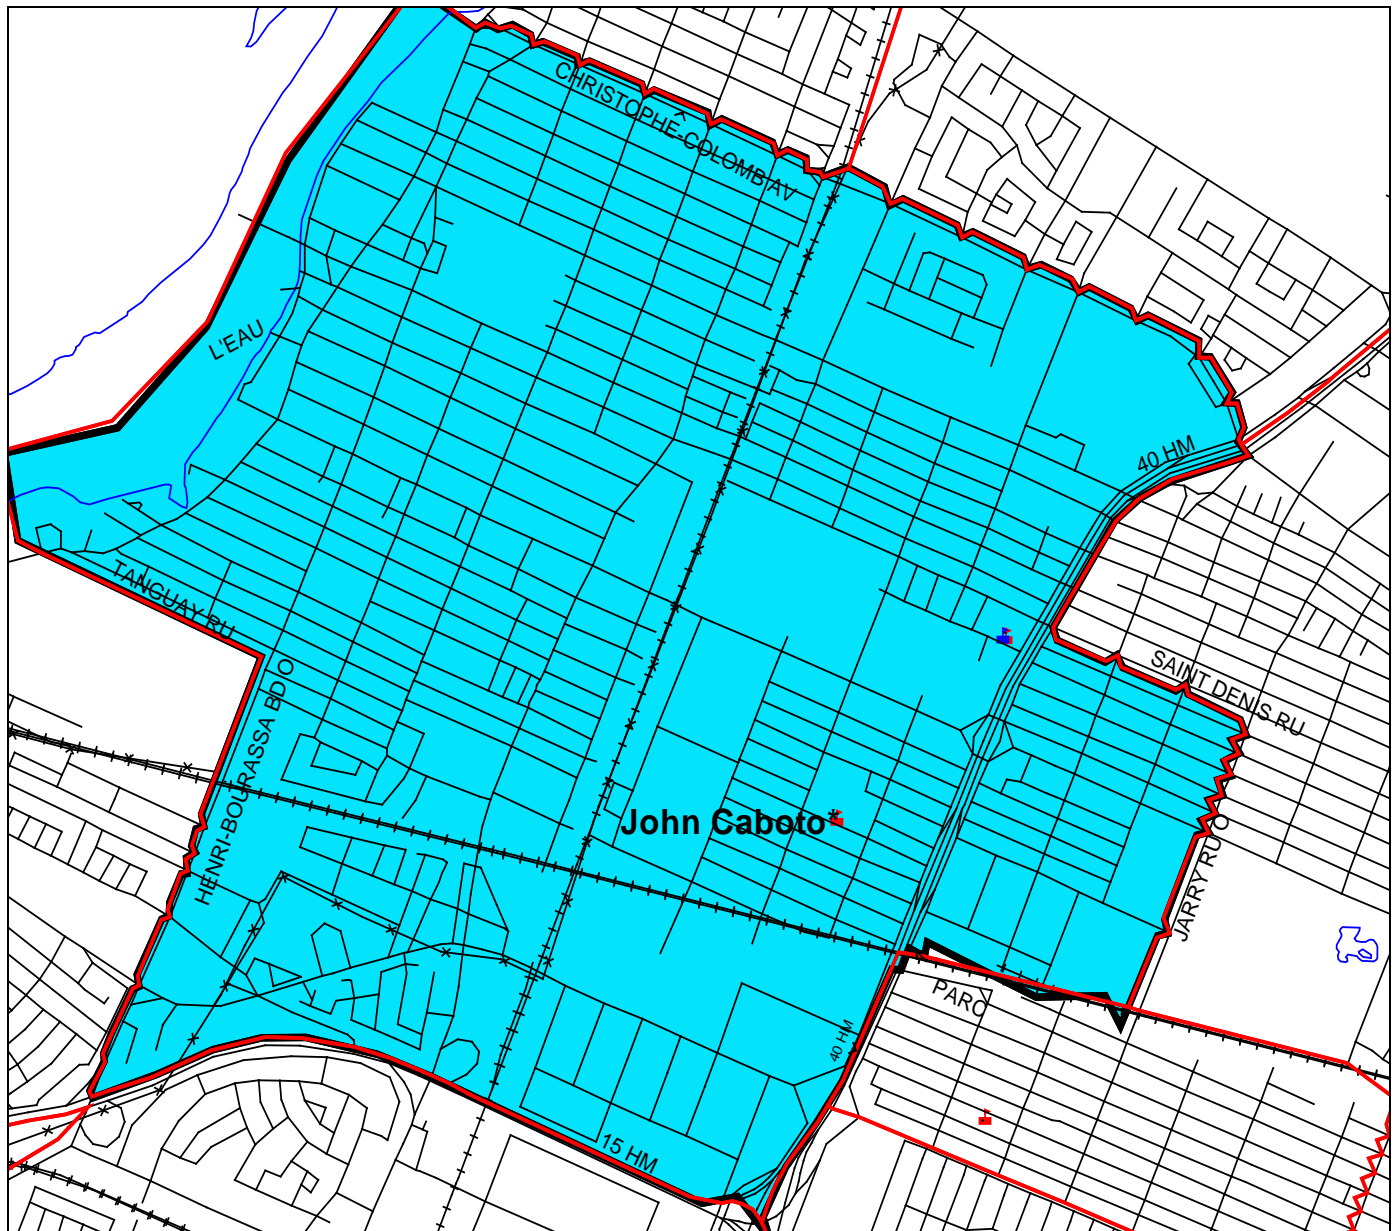 CHRISTOPHE-COLOMB AV
L'EAU
40 HM
TANGUAY RU
SAINT DENIS RU
HENRI-BOURASSA BD O
John Caboto
JARRY RU O
PARC
40 HM
15 HM